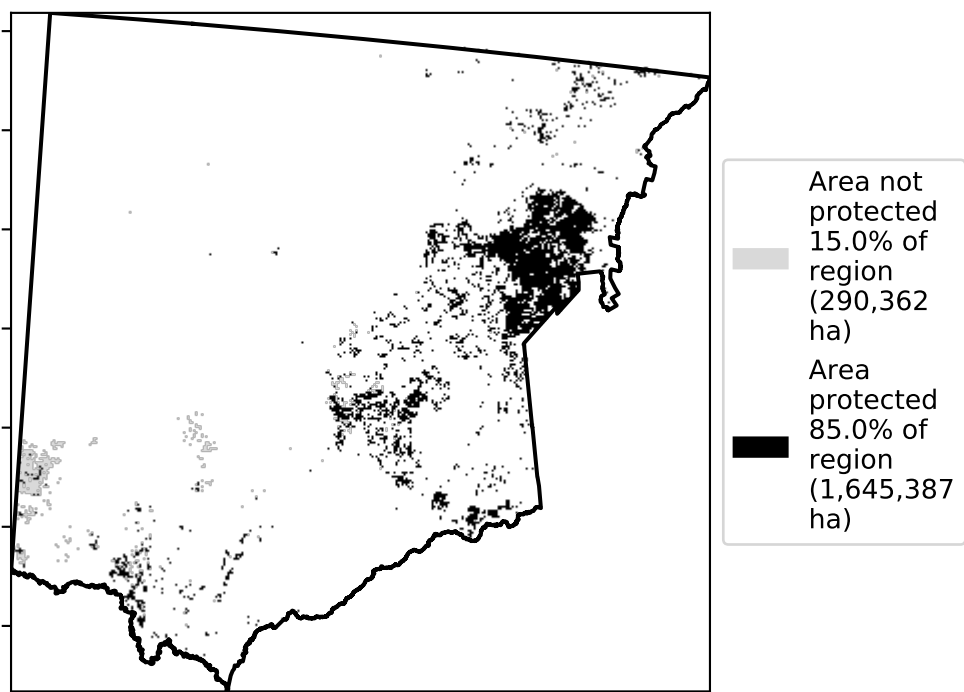 Area not
protected
15.0% of
region
(290,362
ha)
Area
protected
85.0% of
region
(1,645,387
ha)